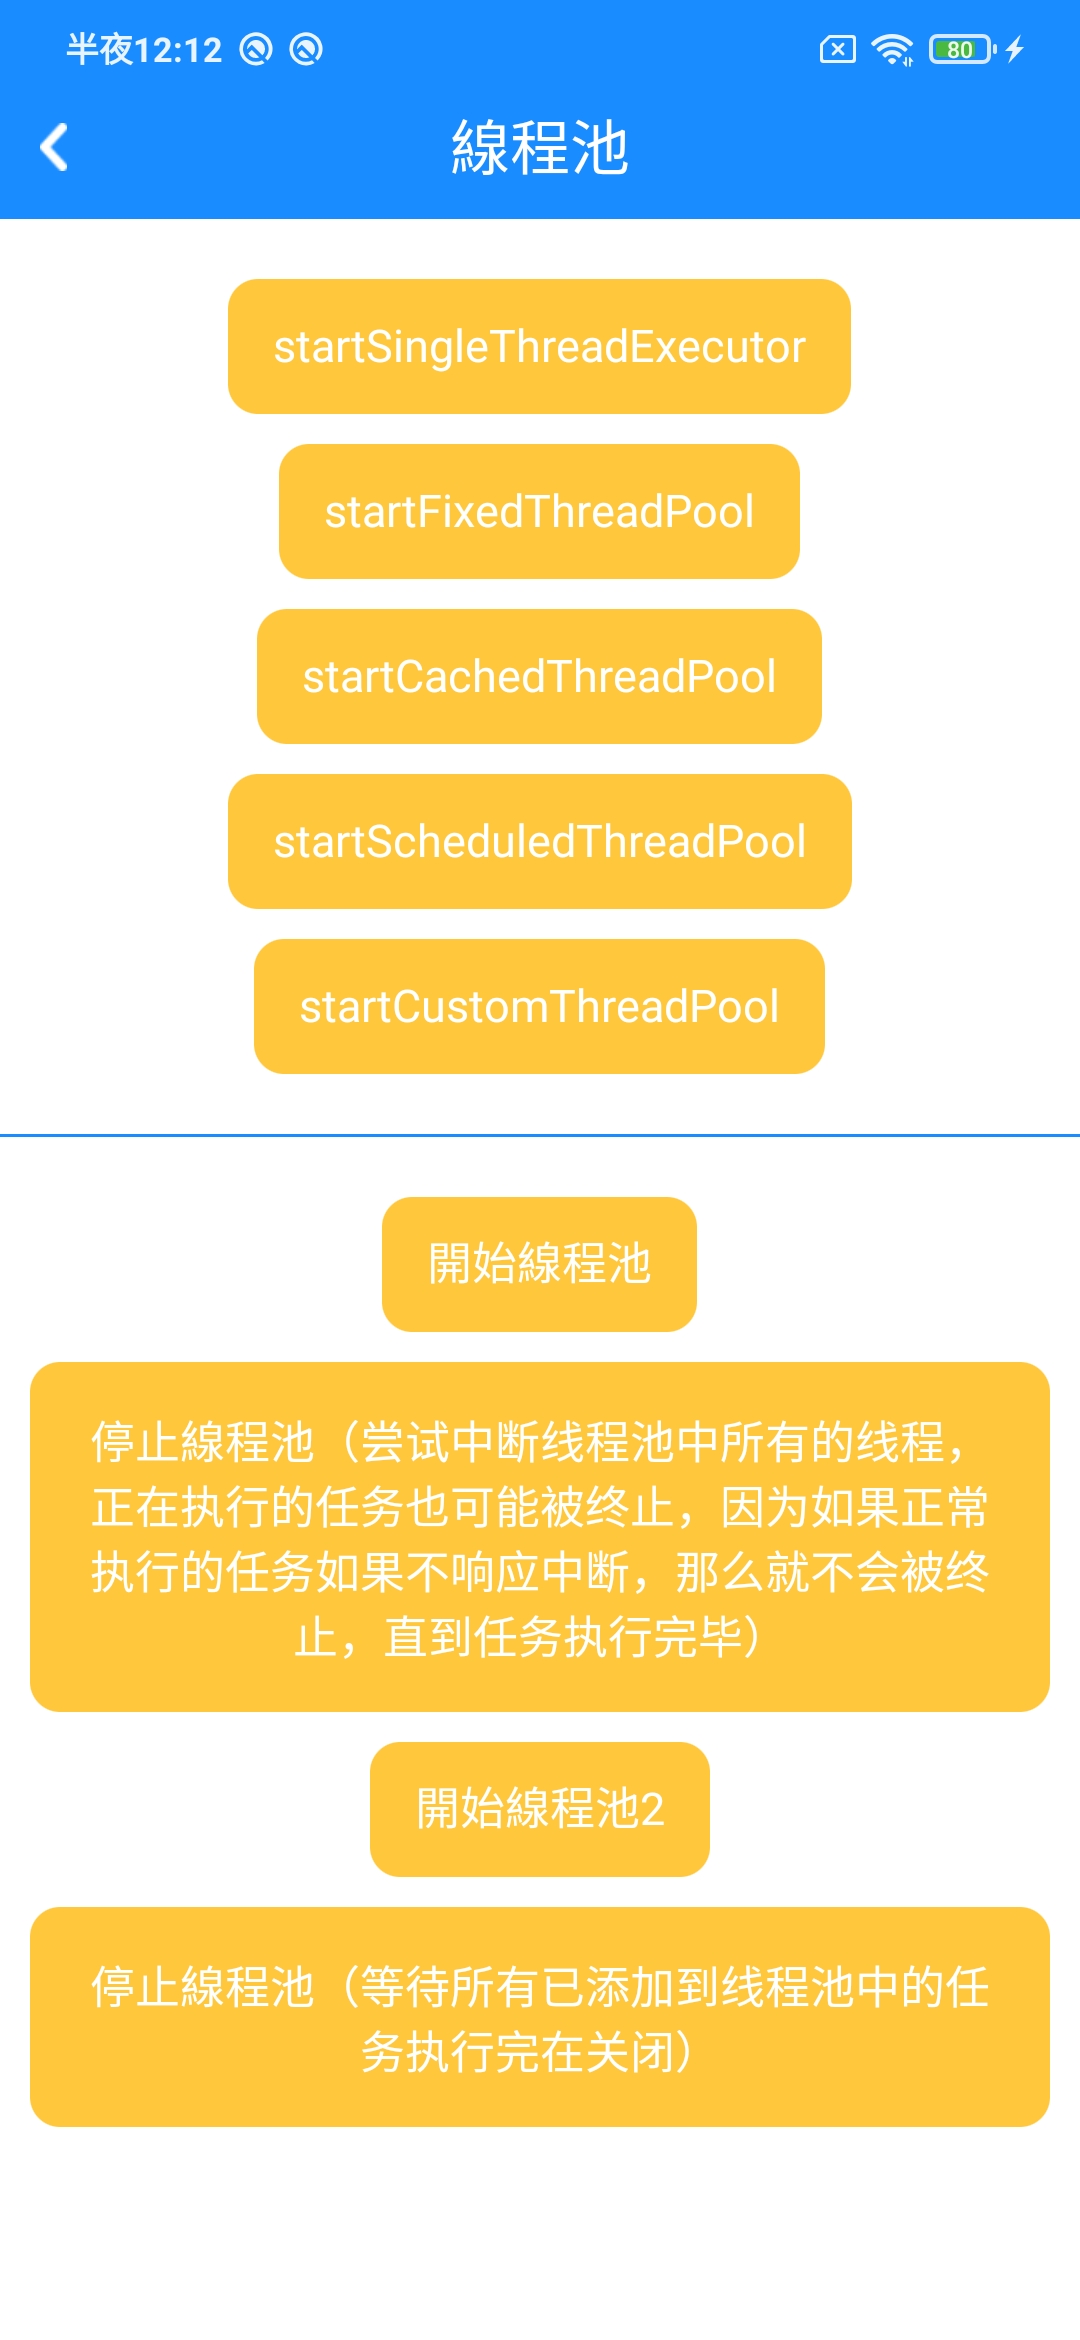 半夜12:12
80
線程池
startSingleThreadExecutor
startFixedThreadPool
startCachedThreadPool
startScheduledThreadPool
startCustomThreadPool
開始線程池
停止線程池（尝试中断线程池中所有的线程，
正在执行的任务也可能被终止，因为如果正常
执行的任务如果不响应中断，那么就不会被终
止，直到任务执行完毕）
開始線程池2
停止線程池（等待所有已添加到线程池中的任
务执行完在关闭）